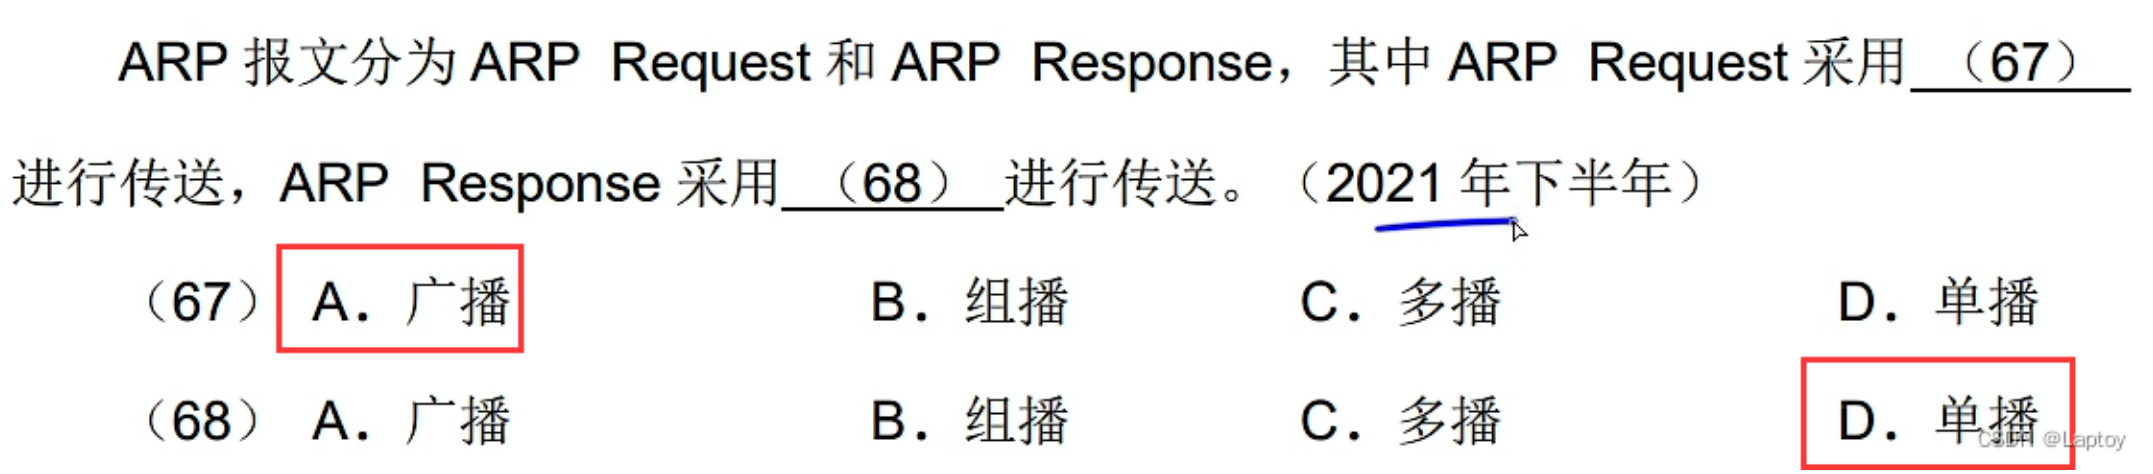 ARP 报文分为 ARP Request 和 ARP Response，其中 ARP Request 采用 （67）
进行传送，ARP Response 采用 （68） 进行传送。（2021 年下半年）
（67） A．广播 B．组播 C．多播 D．单播
（68） A．广播 B．组播 C．多播 D．单播
CSDN @Laptoy